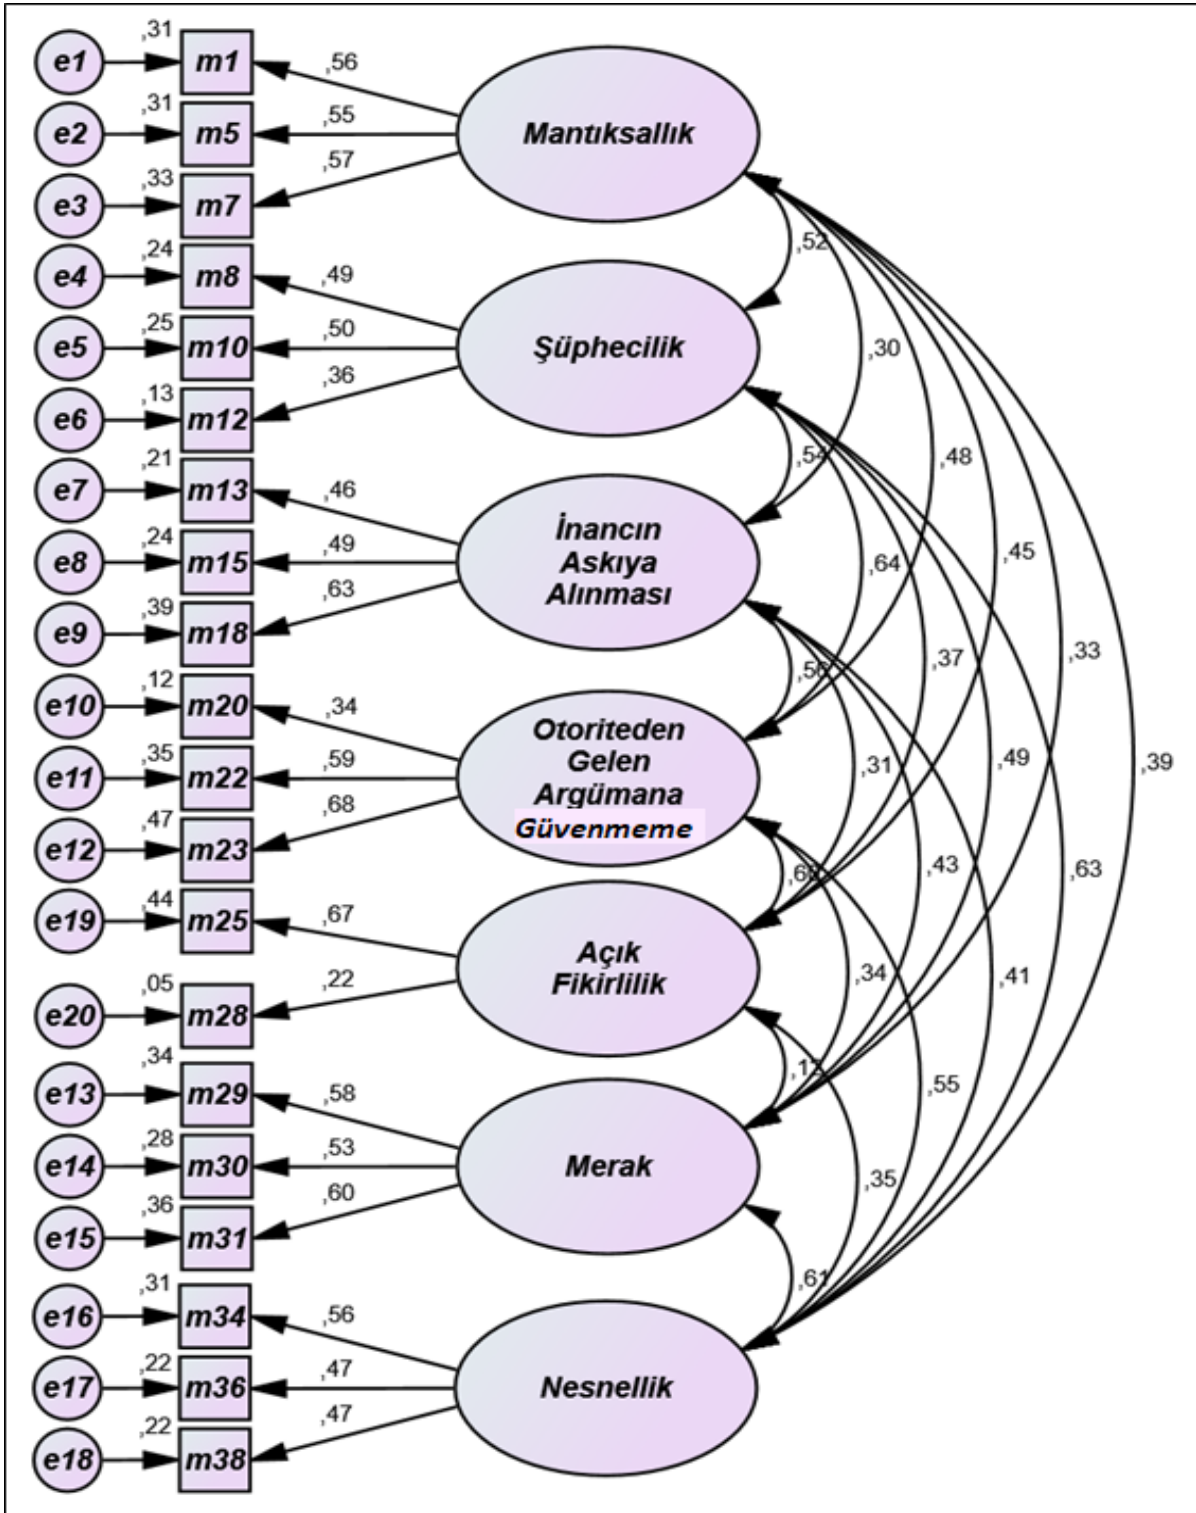 ,31
e1
m1
,56
,31
e2
m5
,55
,33
e3
m7
,57
Mantıksallık
,24
e4
m8
,49
,25
e5
m10
,50
,13
e6
m12
,36
Şüphecilik
,21
e7
m13
,46
,24
e8
m15
,49
,39
e9
m18
,63
İnancın
Askıya
Alınması
,12
e10
m20
,34
,35
e11
m22
,59
,47
e12
m23
,68
Otoriteden
Gelen
Argümana
Güvenmeme
,44
e19
m25
,67
,05
e20
m28
,22
Açık
Fikirlilik
,34
e13
m29
,58
,28
e14
m30
,53
,36
e15
m31
,60
Merak
,31
e16
m34
,56
,22
e17
m36
,47
,22
e18
m38
,47
Nesnellik
,52
,30
,54
,48
,45
,64
,37
,33
,56
,31
,49
,39
,43
,63
,34
,41
,55
,35
,61